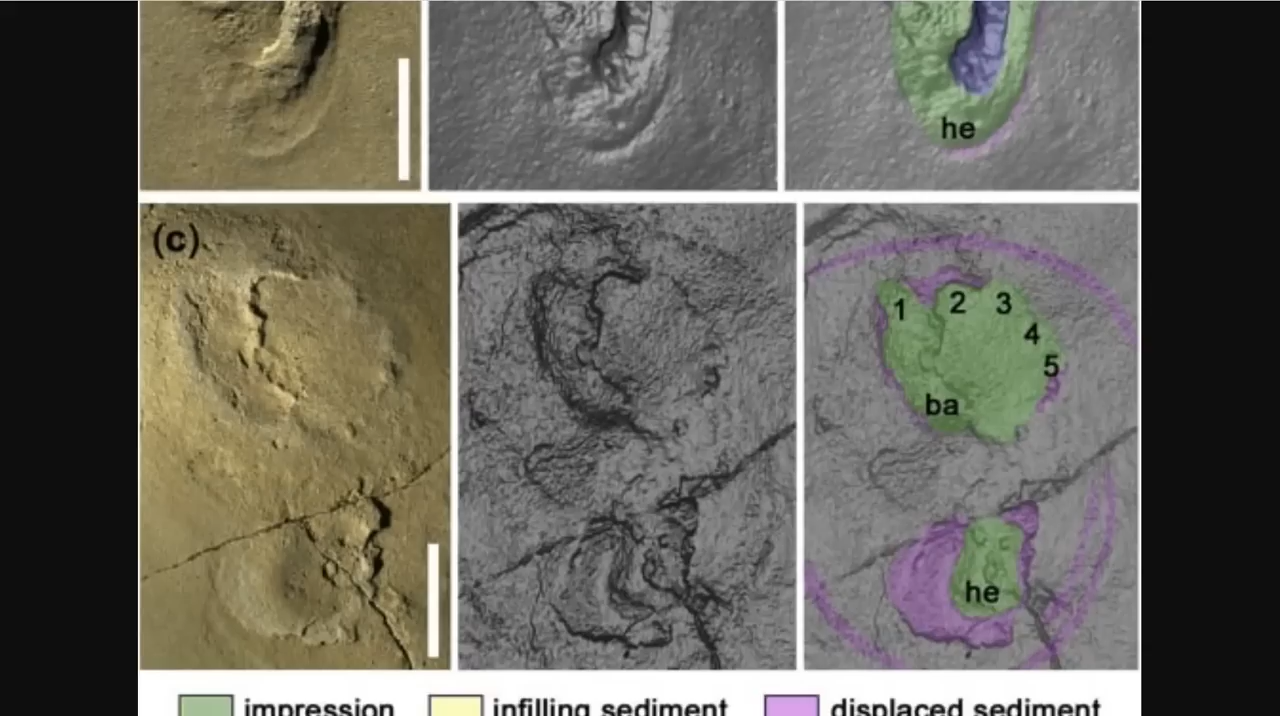 he
(c)
1 2 3
4
5
ba
he
impression infilling sediment displaced sediment